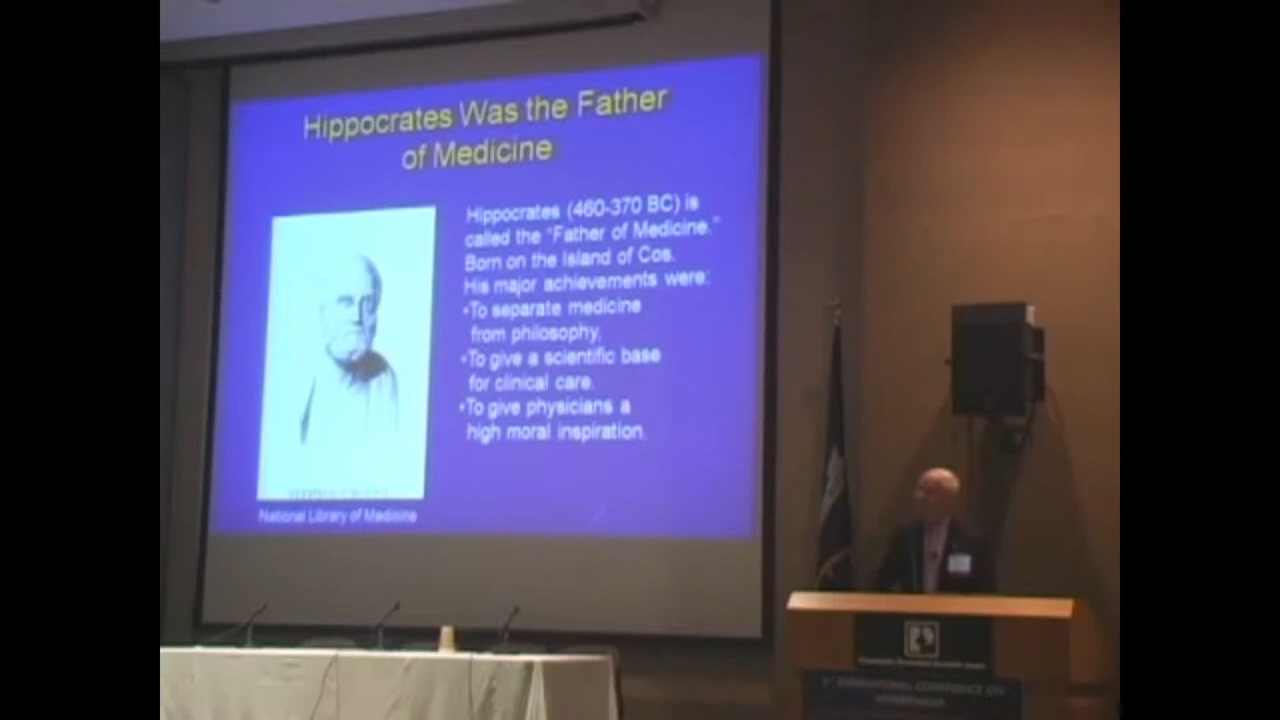 Hippocrates Was the Father
of Medicine
Hippocrates (460-370 BC) is
called the "Father of Medicine."
Born on the Island of Cos.
His major achievements were:
•To separate medicine
from philosophy,
•To give a scientific base
for clinical care.
•To give physicians a
high moral inspiration.
National Library of Medicine
INTERNATIONAL CONFERENCE